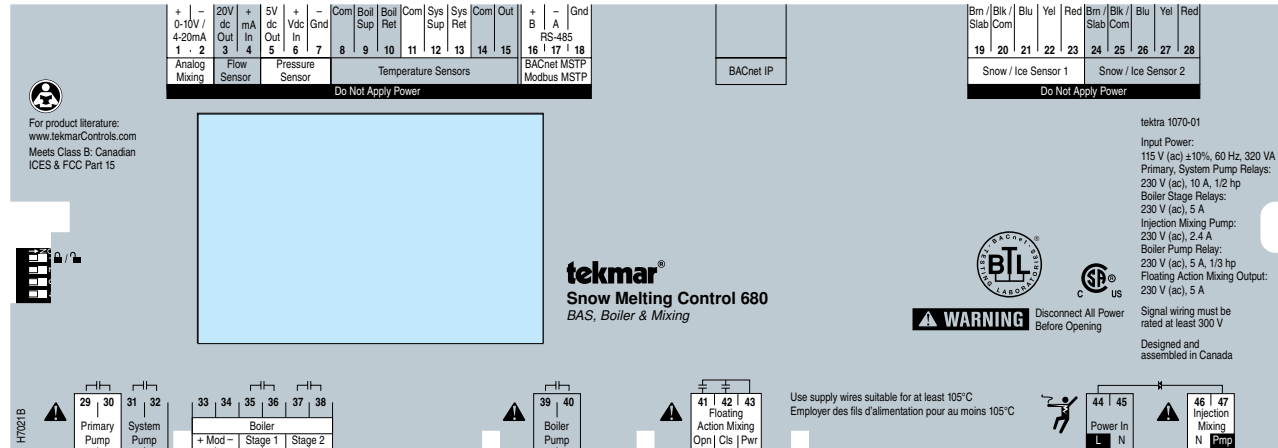 + – 20V + 5V + – Com Boil Boil Com Sys Sys Com Out + – Gnd
0-10V / dc mA dc Vdc Gnd Sup Ret Sup Ret B A
4-20mA Out In Out In RS-485
1 · 2 3 4 5 6 7 8 9 10 11 12 13 14 15 16 17 18
Analog Mixing
Flow Sensor
Pressure Sensor
Temperature Sensors
BACnet MSTP
Modbus MSTP
Do Not Apply Power
BACnet IP
Brn / Blk / Blu Yel Red Brn / Blk / Blu Yel Red
Slab Com Slab Com
19 20 21 22 23 24 25 26 27 28
Snow / Ice Sensor 1 Snow / Ice Sensor 2
Do Not Apply Power
For product literature:
www.tekmarControls.com
Meets Class B: Canadian
ICES & FCC Part 15
tektra 1070-01
Input Power:
115 V (ac) ±10%, 60 Hz, 320 VA
Primary, System Pump Relays:
230 V (ac), 10 A, 1/2 hp
Boiler Stage Relays:
230 V (ac), 5 A
Injection Mixing Pump:
230 V (ac), 2.4 A
Boiler Pump Relay:
230 V (ac), 5 A, 1/3 hp
Floating Action Mixing Output:
230 V (ac), 5 A
Signal wiring must be
rated at least 300 V
Designed and
assembled in Canada
tekmar®
Snow Melting Control 680
BAS, Boiler & Mixing
BACnet®
BTL
TESTING LABORATORIES
C SA ® US
WARNING
Disconnect All Power
Before Opening
H7021B
29 30
Primary
Pump
31 32
System
Pump
33 34 35 36 37 38
Boiler
+ Mod – Stage 1 Stage 2
39 40
Boiler
Pump
41 42 43
Floating
Action Mixing
Opn Cls Pwr
Use supply wires suitable for at least 105°C
Employer des fils d'alimentation pour au moins 105°C
44 45
Power In
L N
46 47
Injection
Mixing
N Pmp